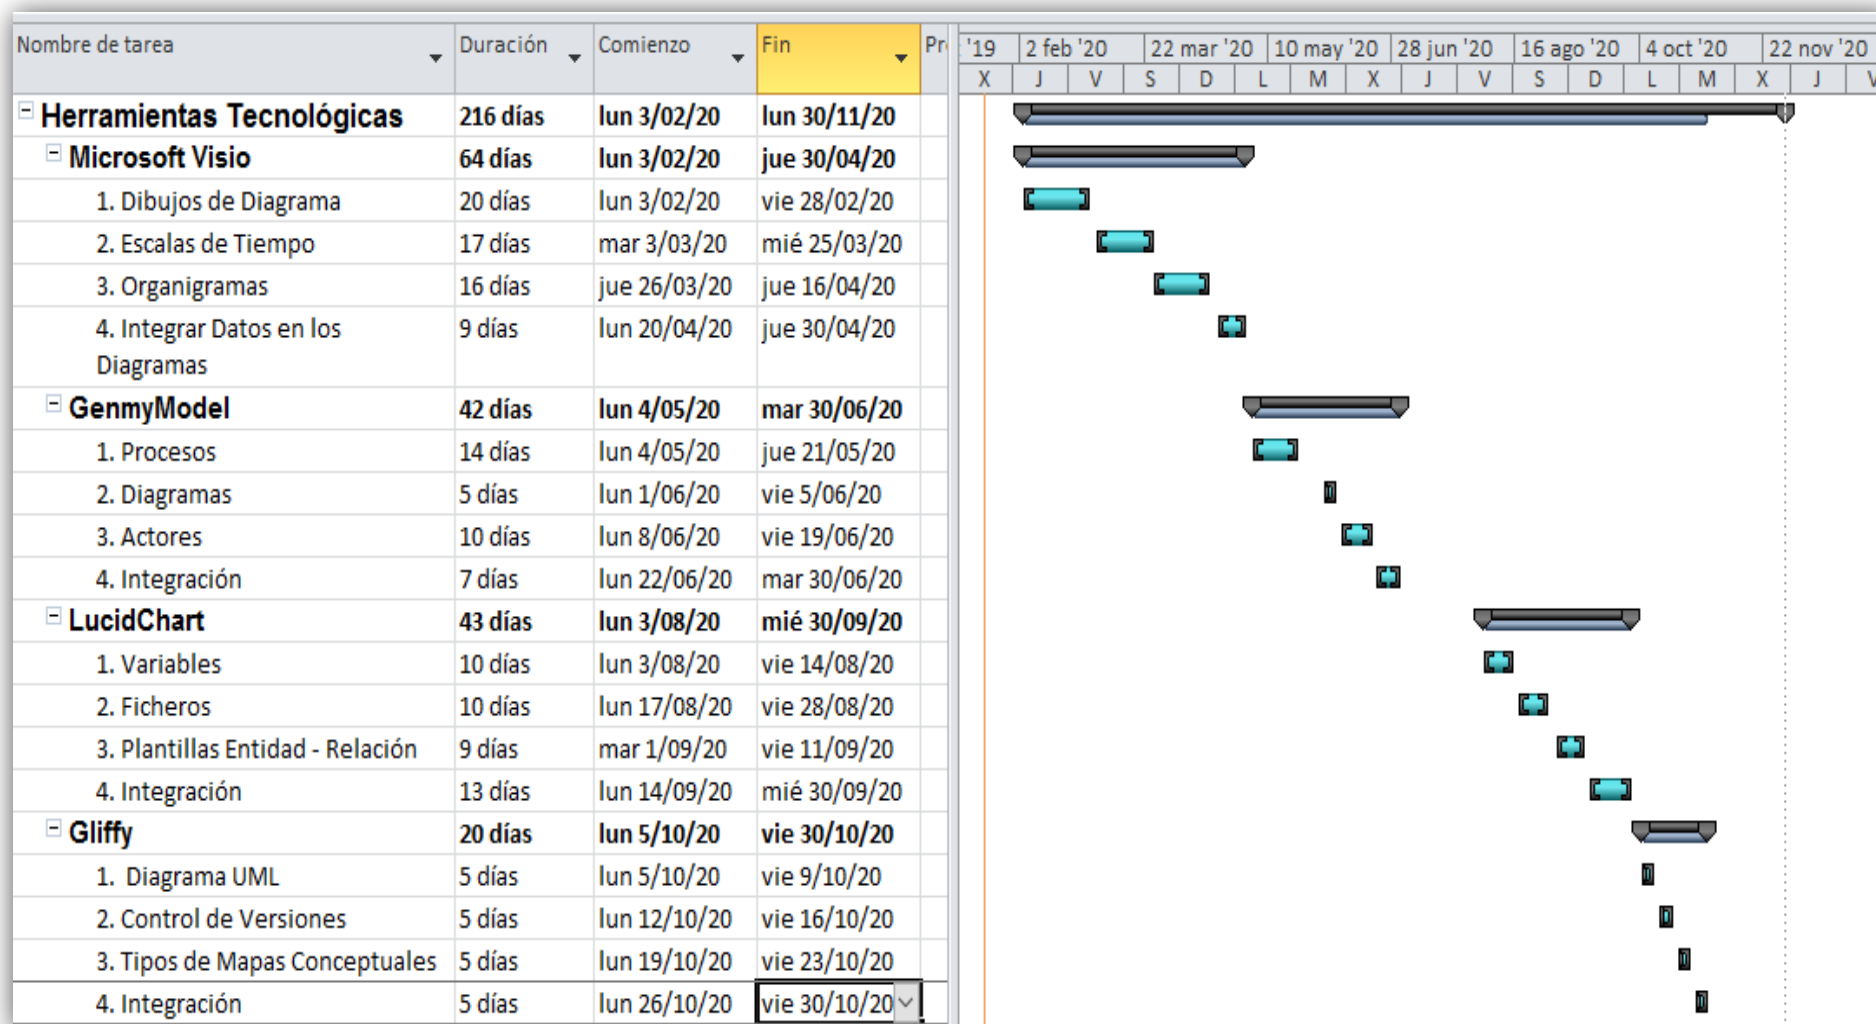 Nombre de tarea Duración Comienzo Fin Pr '19 2 feb '20 22 mar '20 10 may '20 28 jun '20 16 ago '20 4 oct '20 22 nov '20
X J V S D L M X J V S D L M X J V
Herramientas Tecnológicas 216 días lun 3/02/20 lun 30/11/20
Microsoft Visio 64 días lun 3/02/20 jue 30/04/20
1. Dibujos de Diagrama 20 días lun 3/02/20 vie 28/02/20
2. Escalas de Tiempo 17 días mar 3/03/20 mié 25/03/20
3. Organigramas 16 días jue 26/03/20 jue 16/04/20
4. Integrar Datos en los 9 días lun 20/04/20 jue 30/04/20
Diagramas
GenmyModel 42 días lun 4/05/20 mar 30/06/20
1. Procesos 14 días lun 4/05/20 jue 21/05/20
2. Diagramas 5 días lun 1/06/20 vie 5/06/20
3. Actores 10 días lun 8/06/20 vie 19/06/20
4. Integración 7 días lun 22/06/20 mar 30/06/20
LucidChart 43 días lun 3/08/20 mié 30/09/20
1. Variables 10 días lun 3/08/20 vie 14/08/20
2. Ficheros 10 días lun 17/08/20 vie 28/08/20
3. Plantillas Entidad - Relación 9 días mar 1/09/20 vie 11/09/20
4. Integración 13 días lun 14/09/20 mié 30/09/20
Gliffy 20 días lun 5/10/20 vie 30/10/20
1. Diagrama UML 5 días lun 5/10/20 vie 9/10/20
2. Control de Versiones 5 días lun 12/10/20 vie 16/10/20
3. Tipos de Mapas Conceptuales 5 días lun 19/10/20 vie 23/10/20
4. Integración 5 días lun 26/10/20 vie 30/10/20